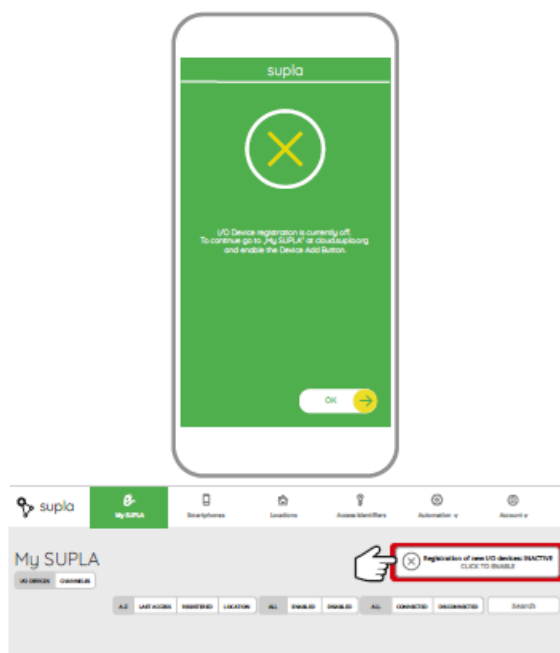 supla
I/O Device registration is currently off.
To continue go to „My SUPLA" at cloud.supla.org
and enable the Device Add Button.
OK
supla
My SUPLA
Smartphones
Locations
Access Identifiers
Automation
Account
My SUPLA
Registration of new I/O devices: INACTIVE
CLICK TO ENABLE
I/O DEVICES CHANNELS
A-Z LAST ACCESS REGISTERED LOCATION ALL ENABLED DISABLED ALL CONNECTED DISCONNECTED Search